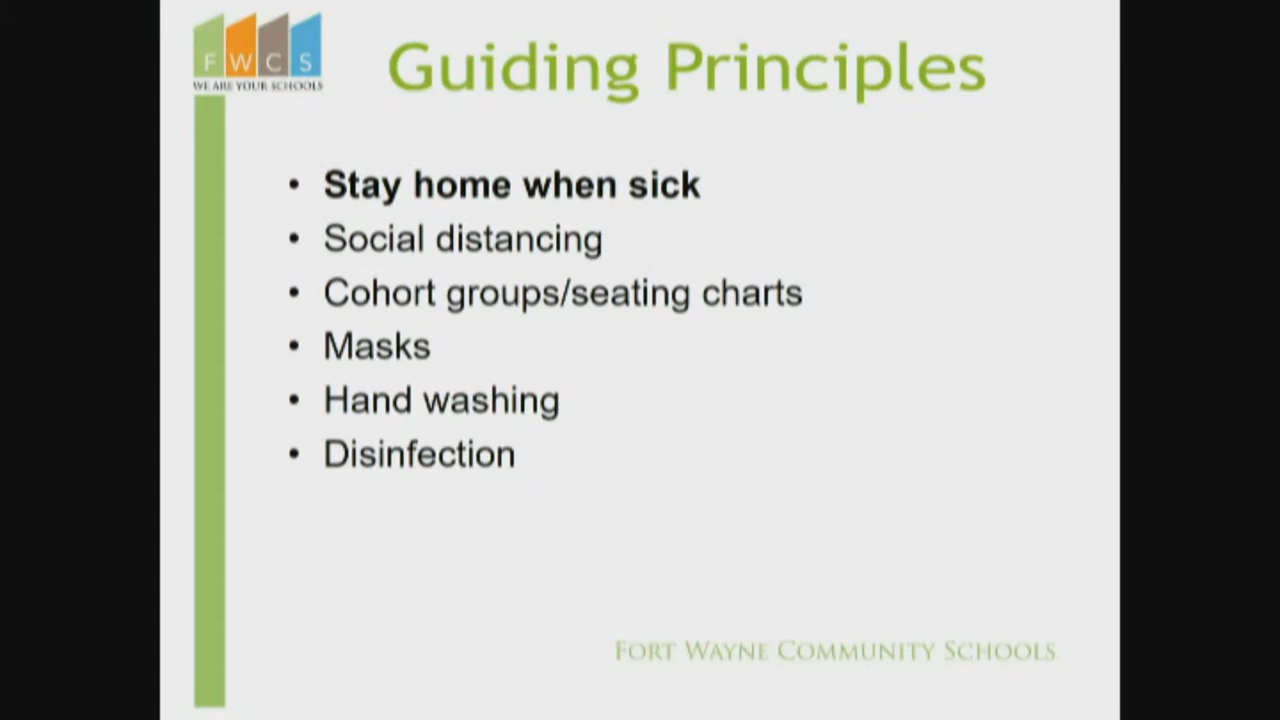 FWCS
WE ARE YOUR SCHOOLS
Guiding Principles
• Stay home when sick
• Social distancing
• Cohort groups/seating charts
• Masks
• Hand washing
• Disinfection
FORT WAYNE COMMUNITY SCHOOLS